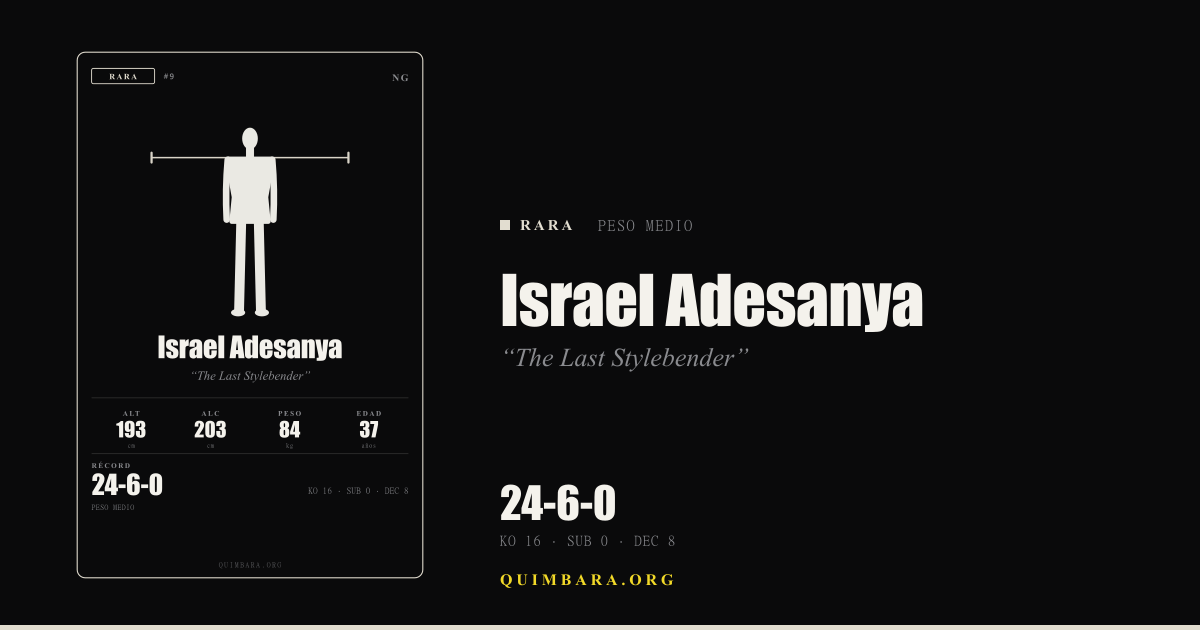 RARA #9 NG
Israel Adesanya
“The Last Stylebender”
ALT ALC PESO EDAD
193 203 84 37
cm cm kg años
RÉCORD
24-6-0
KO 16 · SUB 0 · DEC 8
PESO MEDIO
QUIMBARA.ORG
RARA PESO MEDIO
Israel Adesanya
“The Last Stylebender”
24-6-0
KO 16 · SUB 0 · DEC 8
QUIMBARA.ORG